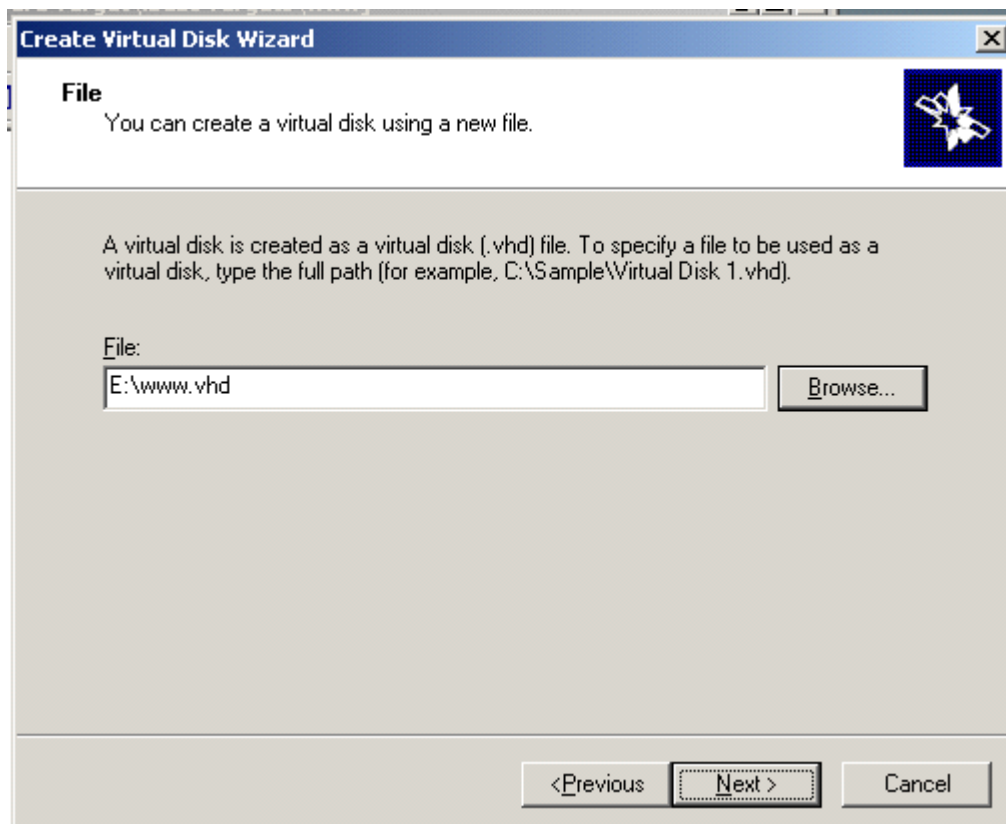 Create Virtual Disk Wizard
File
You can create a virtual disk using a new file.
A virtual disk is created as a virtual disk (.vhd) file. To specify a file to be used as a
virtual disk, type the full path (for example, C:\Sample\Virtual Disk 1.vhd).
File:
E:\www.vhd
Browse...
<Previous
Next >
Cancel